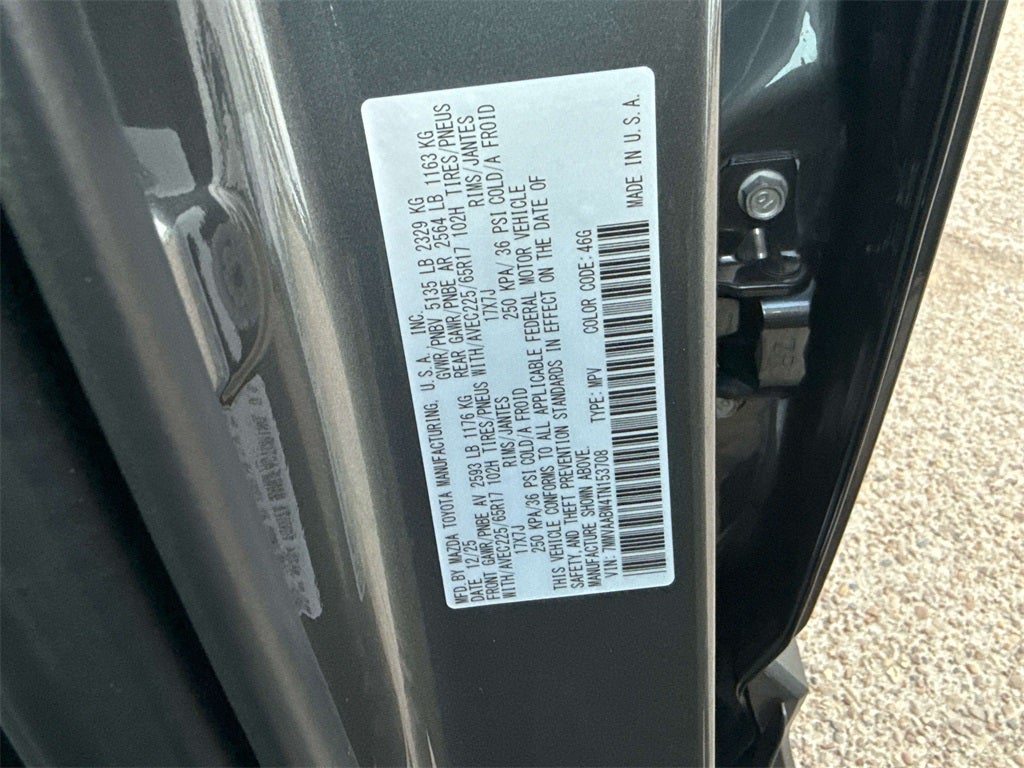 MFD.BY MAZDA TOYOTA MANUFACTURING, U.S.A., INC.
DATE 12/25 GVWR/PNBV 5135 LB 2329 KG
FRONT GAWR/PNBE AV 2593 LB 1176 KG REAR GAWR/PNBE AR 2564 LB 1163 KG
WITH/AVEC225/65R17 102H TIRES/PNEUS WITH/AVEC225/65R17 102H TIRES/PNEUS
17X7J RIMS/JANTES 17X7J RIMS/JANTES
250 KPA/36 PSI COLD/A FROID 250 KPA/ 36 PSI COLD/A FROID
THIS VEHICLE CONFORMS TO ALL APPLICABLE FEDERAL MOTOR VEHICLE
SAFETY, AND THEFT PREVENTION STANDARDS IN EFFECT ON THE DATE OF
MANUFACTURE SHOWN ABOVE.
VIN: 7MMVAABW4TN153708 TYPE: MPV COLOR CODE: 46G
MADE IN U.S.A.